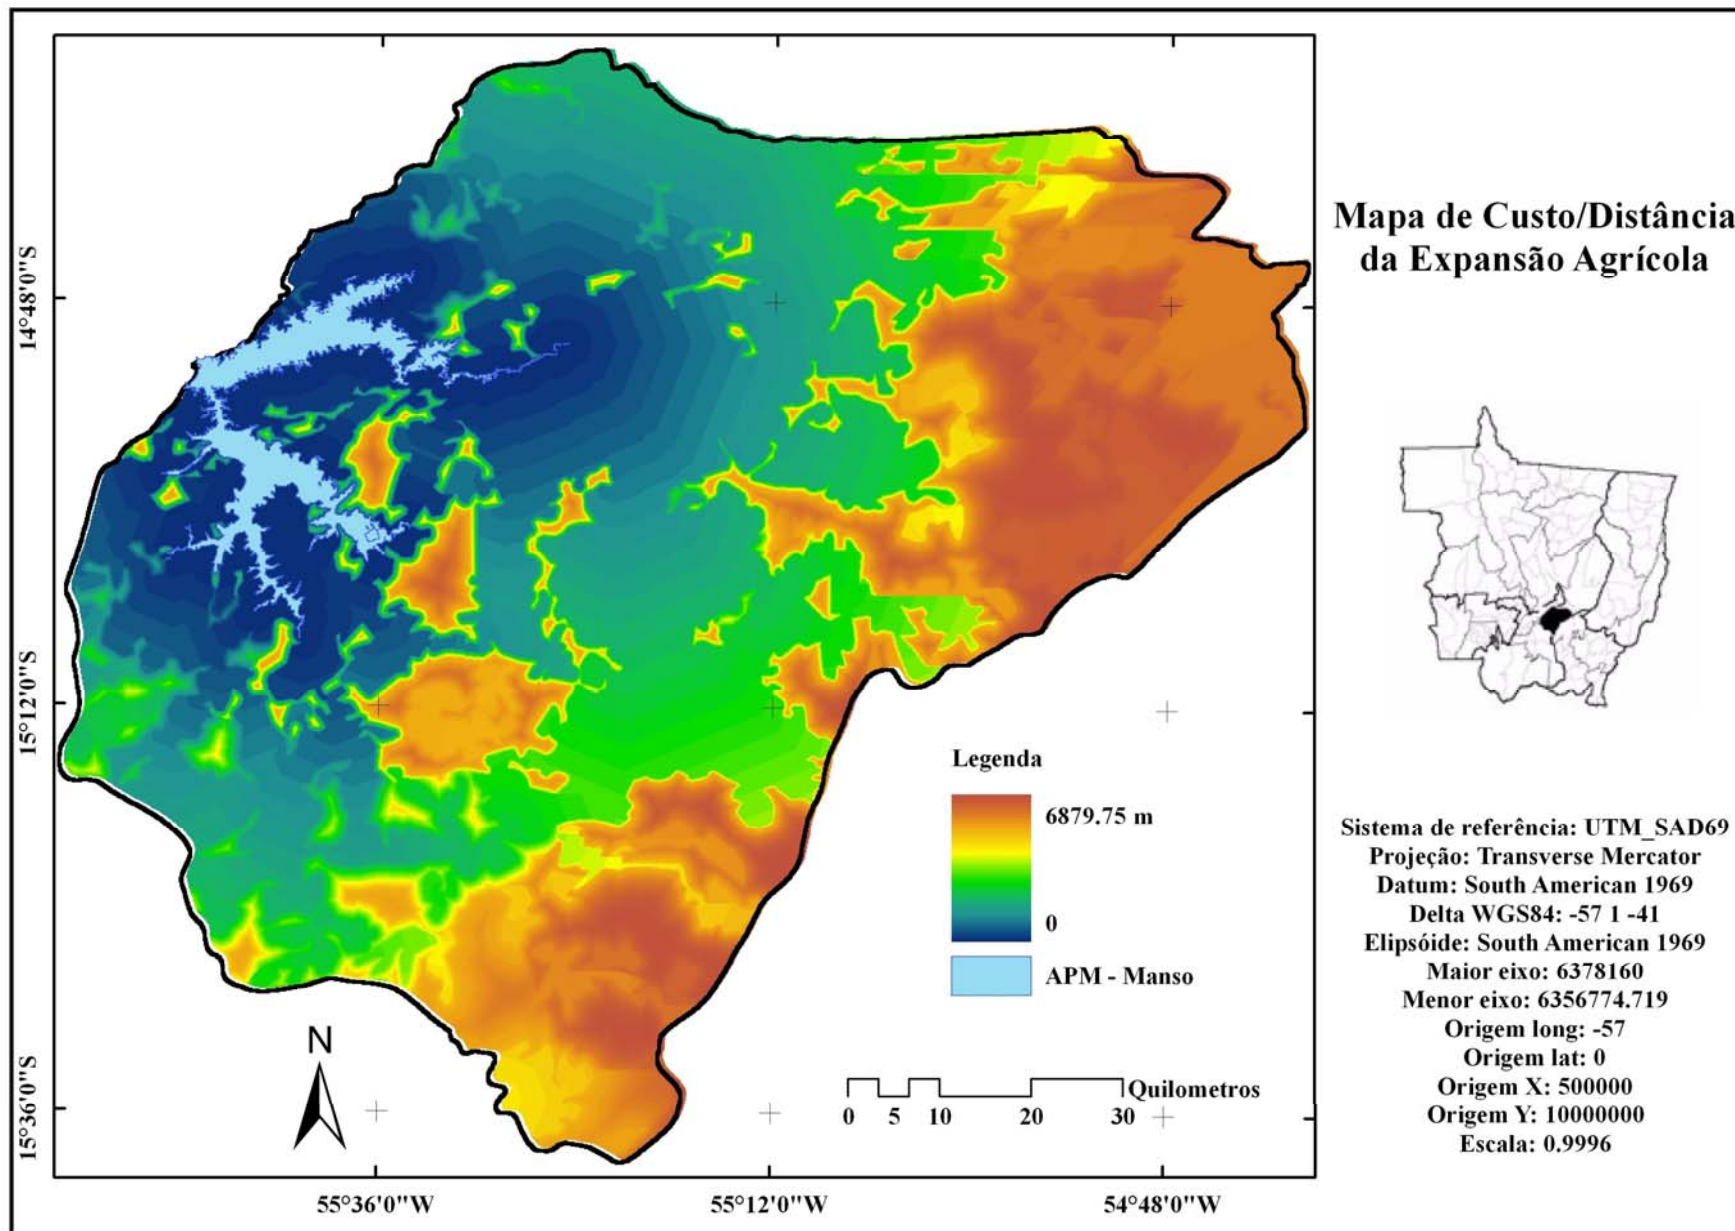 Mapa de Custo/Distância
da Expansão Agrícola
14°48'0"S
15°12'0"S
15°36'0"S
Legenda
6879.75 m
0
APM - Manso
N
Quilometros
0 5 10 20 30
55°36'0"W 55°12'0"W 54°48'0"W
Sistema de referência: UTM_SAD69
Projeção: Transverse Mercator
Datum: South American 1969
Delta WGS84: -57 1 -41
Elipsóide: South American 1969
Maior eixo: 6378160
Menor eixo: 6356774.719
Origem long: -57
Origem lat: 0
Origem X: 500000
Origem Y: 10000000
Escala: 0.9996